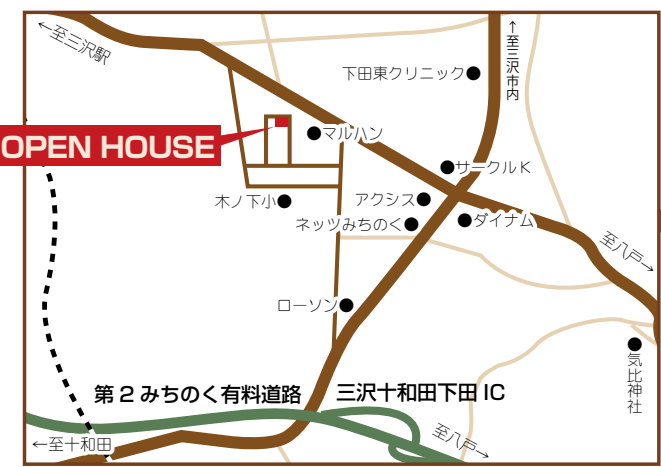 ←至三沢駅
←至三沢市内
下田東クリニック
OPEN HOUSE
マルハン
サークルK
木ノ下小
アクシス
ネッツみちのく
ダイナム
至八戸→
ローソン
気比神社
第2みちのく有料道路
三沢十和田下田IC
←至十和田
至八戸→